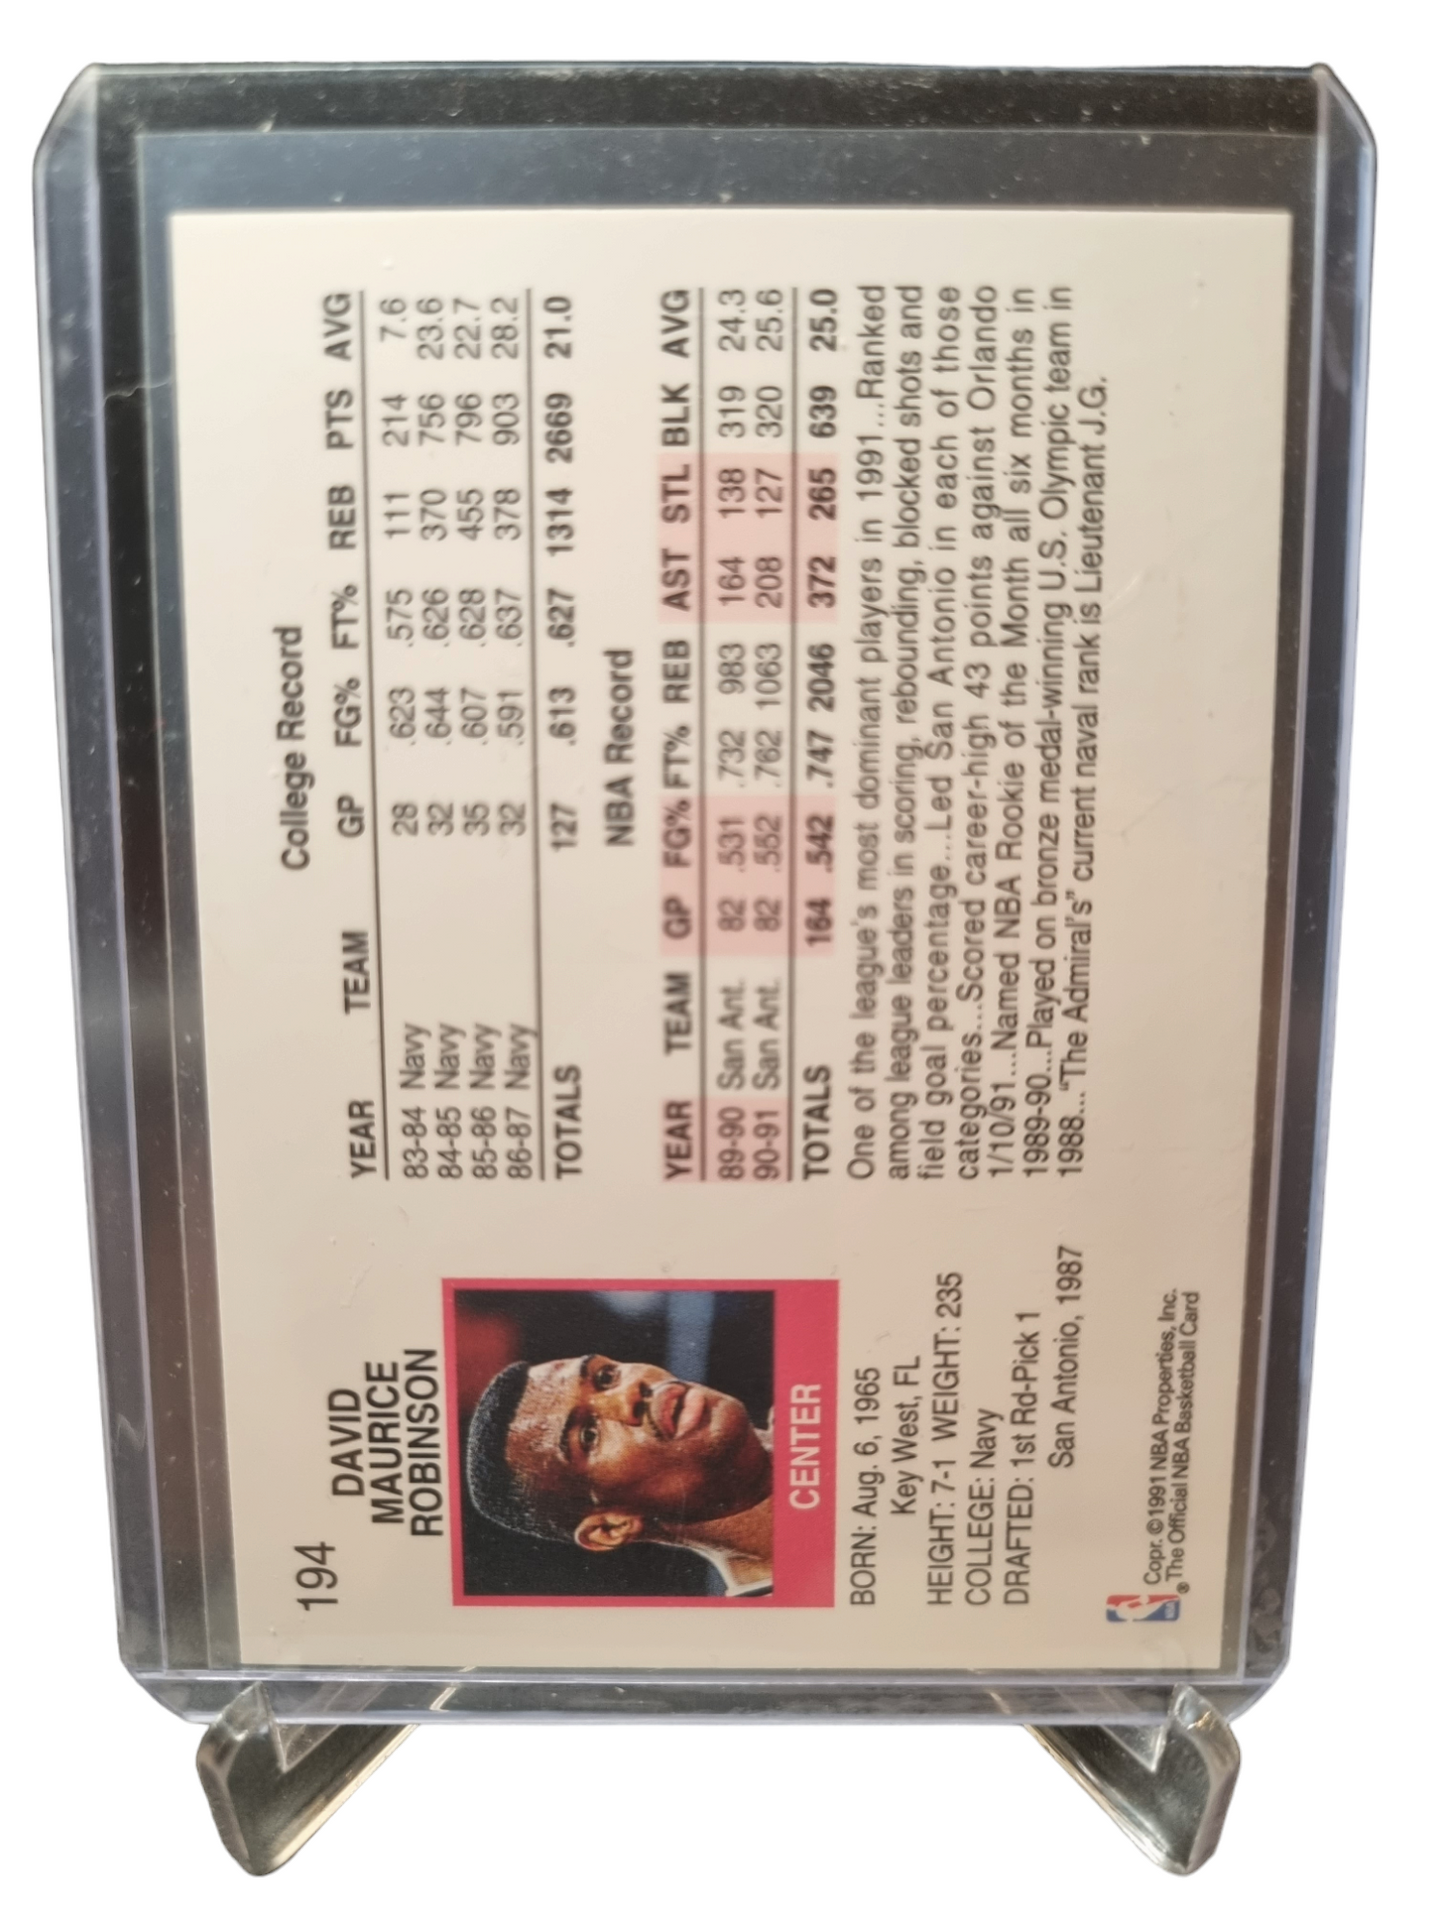 194
DAVID
MAURICE
ROBINSON
CENTER
BORN: Aug. 6, 1965
Key West, FL
HEIGHT: 7-1 WEIGHT: 235
COLLEGE: Navy
DRAFTED: 1st Rd-Pick 1
San Antonio, 1987
NBA
Copr. ©1991 NBA Properties, Inc.
® The Official NBA Basketball Card
College Record
YEAR TEAM GP FG% FT% REB PTS AVG
83-84 Navy 28 .623 .575 111 214 7.6
84-85 Navy 32 .644 .626 370 756 23.6
85-86 Navy 35 .607 .628 455 796 22.7
86-87 Navy 32 .591 .637 378 903 28.2
TOTALS 127 .613 .627 1314 2669 21.0
NBA Record
YEAR TEAM GP FG% FT% REB AST STL BLK AVG
89-90 San Ant. 82 .531 .732 983 164 138 319 24.3
90-91 San Ant. 82 .552 .762 1063 208 127 320 25.6
TOTALS 164 .542 .747 2046 372 265 639 25.0
One of the league's most dominant players in 1991...Ranked
among league leaders in scoring, rebounding, blocked shots and
field goal percentage...Led San Antonio in each of those
categories...Scored career-high 43 points against Orlando
1/10/91...Named NBA Rookie of the Month all six months in
1989-90...Played on bronze medal-winning U.S. Olympic team in
1988..."The Admiral's" current naval rank is Lieutenant J.G.